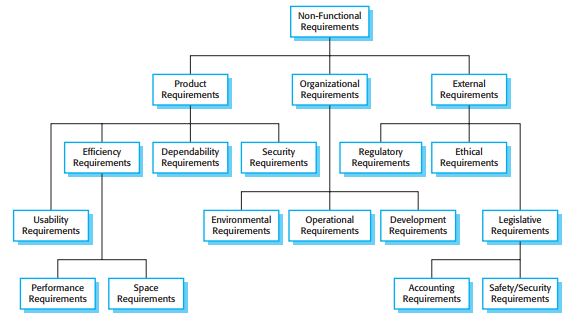 Non-Functional
Requirements
Product
Requirements
Organizational
Requirements
External
Requirements
Efficiency
Requirements
Dependability
Requirements
Security
Requirements
Regulatory
Requirements
Ethical
Requirements
Usability
Requirements
Environmental
Requirements
Operational
Requirements
Development
Requirements
Legislative
Requirements
Performance
Requirements
Space
Requirements
Accounting
Requirements
Safety/Security
Requirements